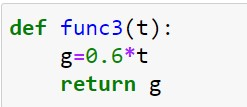 def func3(t):
    g=0.6*t
    return g